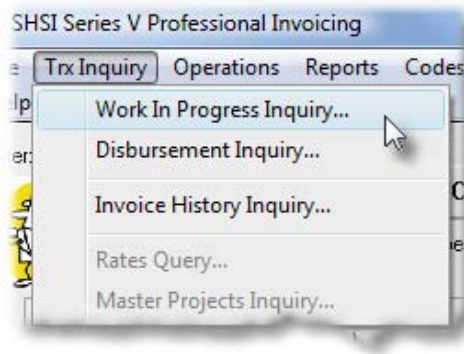 SHSI Series V Professional Invoicing
Trx Inquiry Operations Reports Codes
Work In Progress Inquiry...
Disbursement Inquiry...
Invoice History Inquiry...
Rates Query...
Master Projects Inquiry...